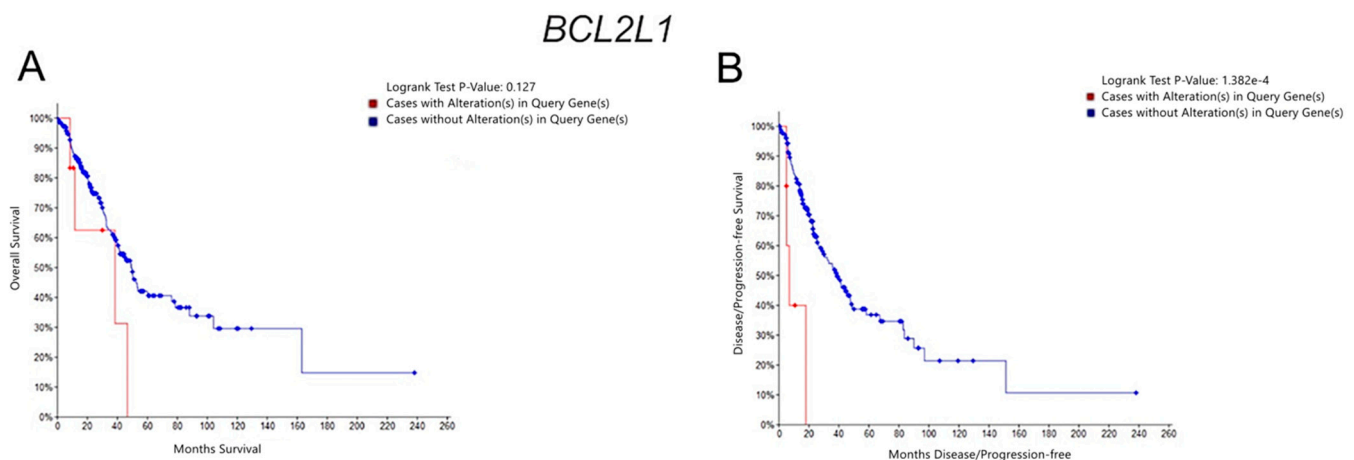 BCL2L1
A
Logrank Test P-Value: 0.127
Cases with Alteration(s) in Query Gene(s)
Cases without Alteration(s) in Query Gene(s)
Overall Survival
100%
90%
80%
70%
60%
50%
40%
30%
20%
10%
0%
0 20 40 60 80 100 120 140 160 180 200 220 240 260
Months Survival
B
Logrank Test P-Value: 1.382e-4
Cases with Alteration(s) in Query Gene(s)
Cases without Alteration(s) in Query Gene(s)
Disease/Progression-free Survival
100%
90%
80%
70%
60%
50%
40%
30%
20%
10%
0%
0 20 40 60 80 100 120 140 160 180 200 220 240 260
Months Disease/Progression-free